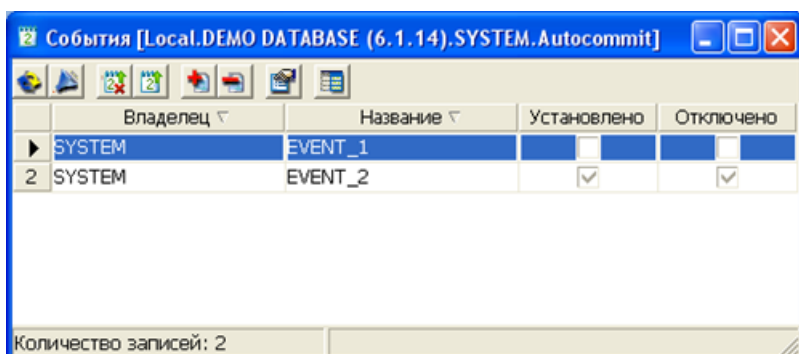 События [Local.DEMO DATABASE (6.1.14).SYSTEM.Autocommit]
Владелец Название Установлено Отключено
SYSTEM EVENT_1
2 SYSTEM EVENT_2
Количество записей: 2